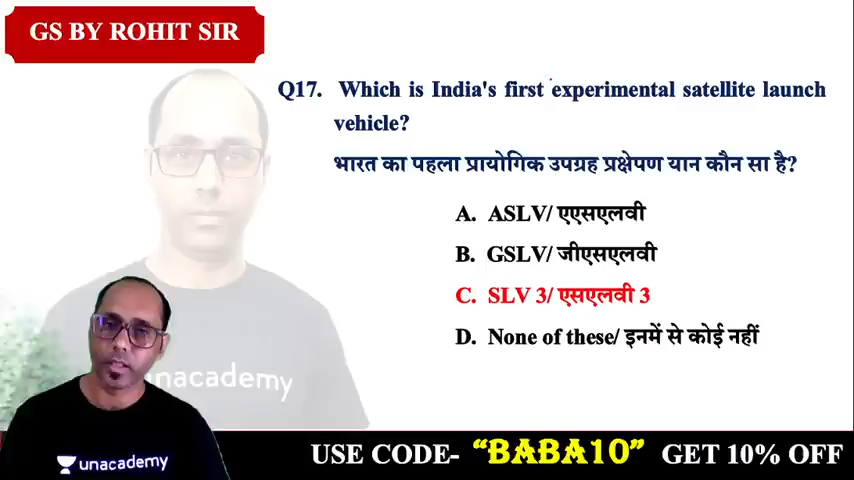 GS BY ROHIT SIR
Q17. Which is India's first experimental satellite launch
vehicle?
भारत का पहला प्रायोगिक उपग्रह प्रक्षेपण यान कौन सा है?
A. ASLV/ एएसएलवी
B. GSLV/ जीएसएलवी
C. SLV 3/ एसएलवी 3
D. None of these/ इनमें से कोई नहीं
unacademy
unacademy
USE CODE- “BABA10” GET 10% OFF